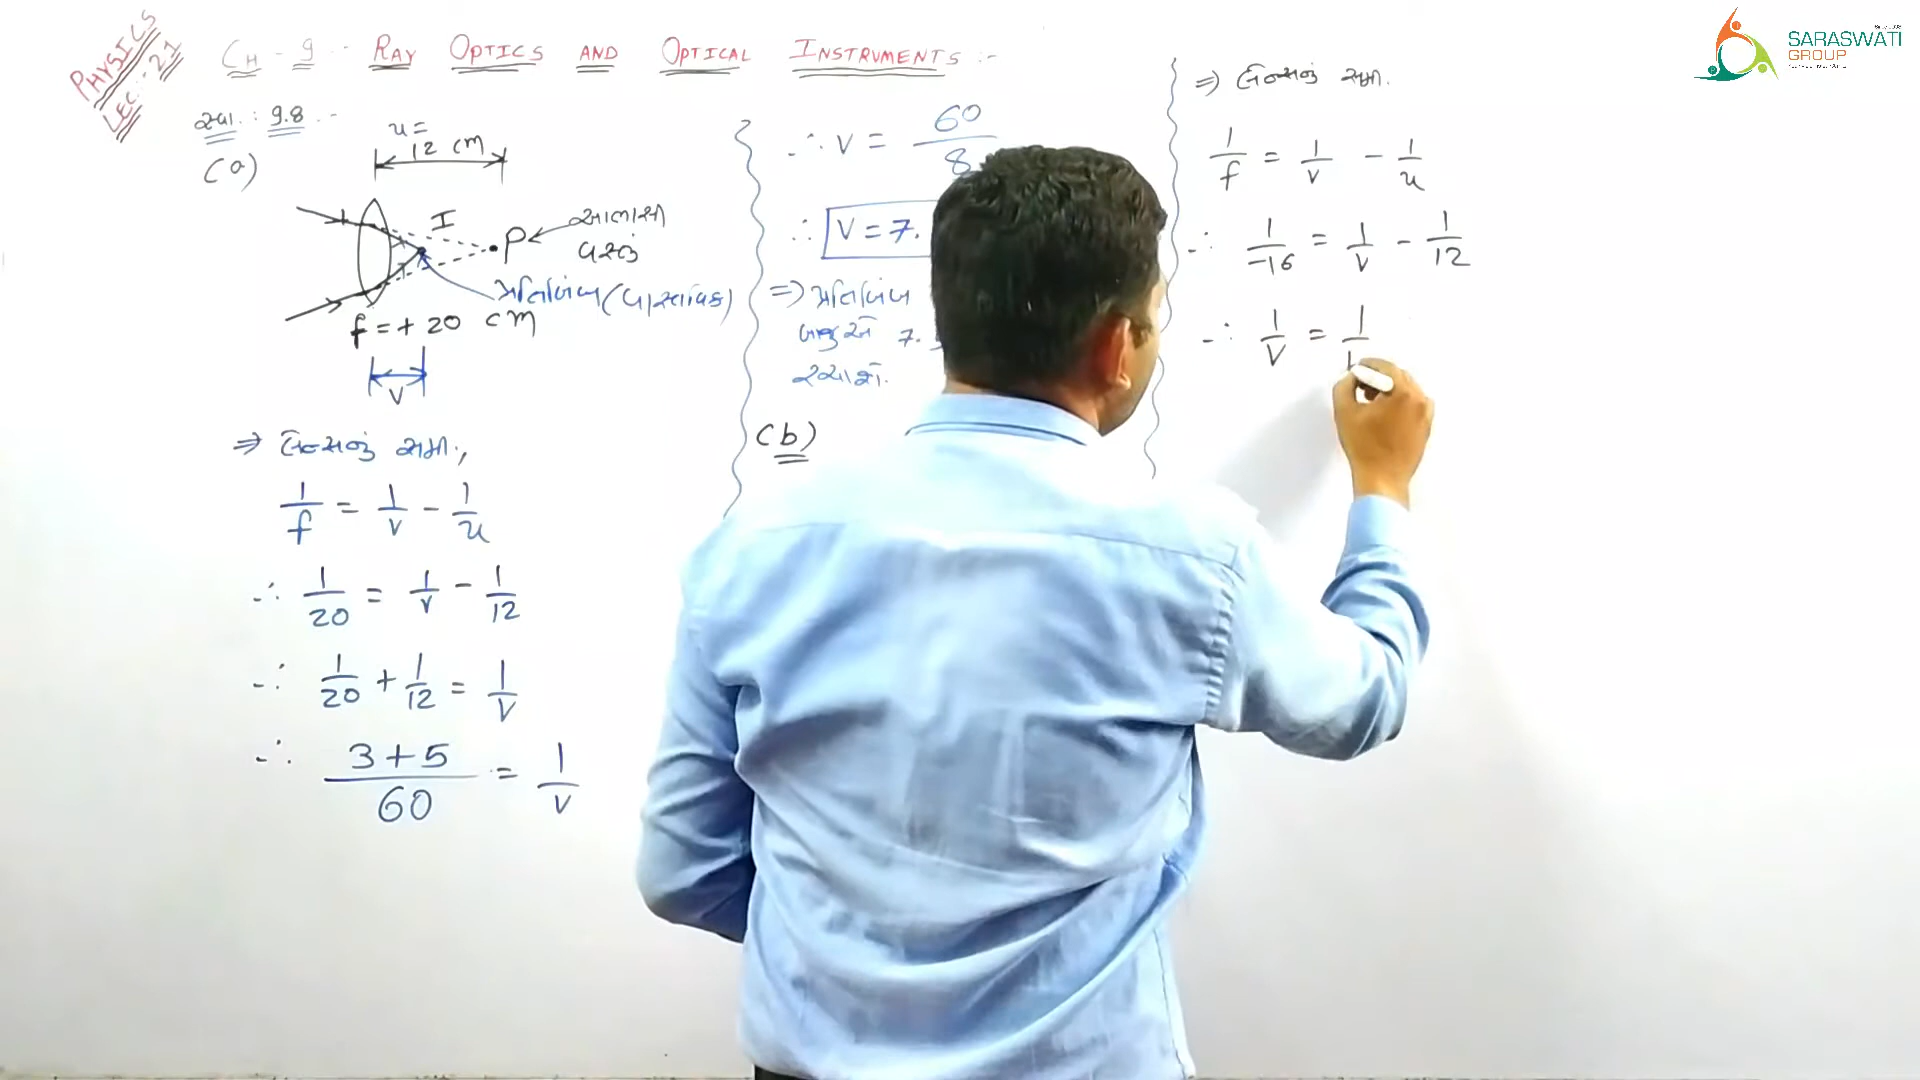 PHYSICS
LEC:-21
CH-9 :- RAY OPTICS AND OPTICAL INSTRUMENTS :-
સ્વા. : 9.8 :-
(a)
u =
12 cm
I
P
આભાસી
વસ્તુ
પ્રતિબિંબ (વાસ્તવિક)
f = + 20 cm
V
⇒ લેન્સનું સમી.,
1/f = 1/v - 1/u
∴ 1/20 = 1/v - 1/12
∴ 1/20 + 1/12 = 1/v
∴ (3+5)/60 = 1/v
∴ v = 60/8
∴ V = 7.
⇒ પ્રતિબિંબ
7.
(b)
⇒ લેન્સનું સમી.
1/f = 1/v - 1/u
∴ 1/-16 = 1/v - 1/12
∴ 1/v = 1/1
SARASWATI
GROUP